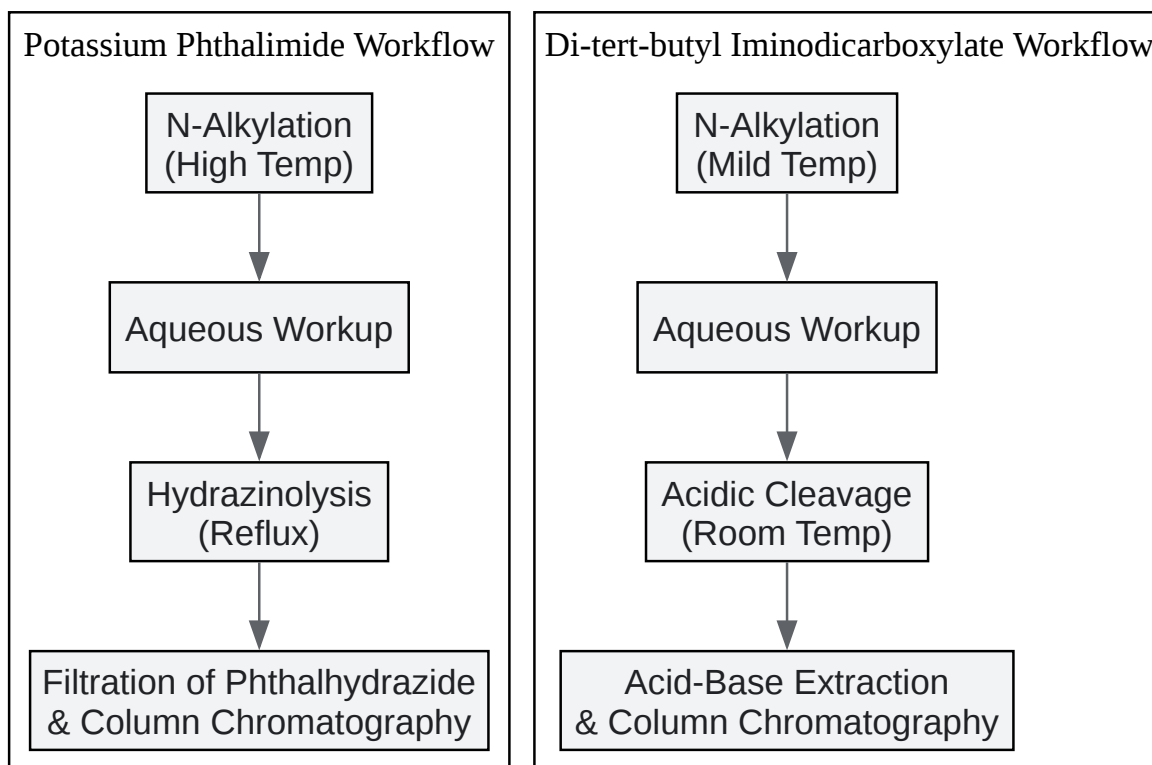 Potassium Phthalimide Workflow
N-Alkylation
(High Temp)
Aqueous Workup
Hydrazinolysis
(Reflux)
Filtration of Phthalhydrazide
& Column Chromatography
Di-tert-butyl Iminodicarboxylate Workflow
N-Alkylation
(Mild Temp)
Aqueous Workup
Acidic Cleavage
(Room Temp)
Acid-Base Extraction
& Column Chromatography